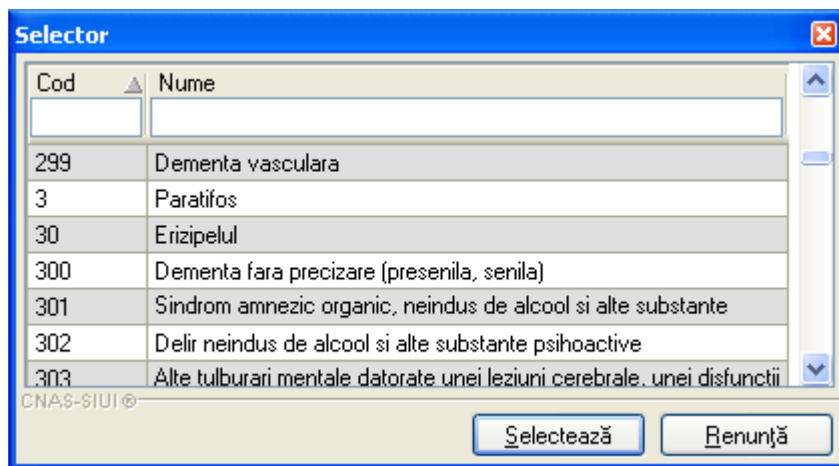 Selector
Cod Nume
299 Dementa vasculara
3 Paratifos
30 Erizipelul
300 Dementa fara precizare (presenila, senila)
301 Sindrom amnezic organic, neindus de alcool si alte substante
302 Delir neindus de alcool si alte substante psihoactive
303 Alte tulburari mentale datorate unei leziuni cerebrale, unei disfunctii
CNAS-SIUI®
Selectează Renunţă